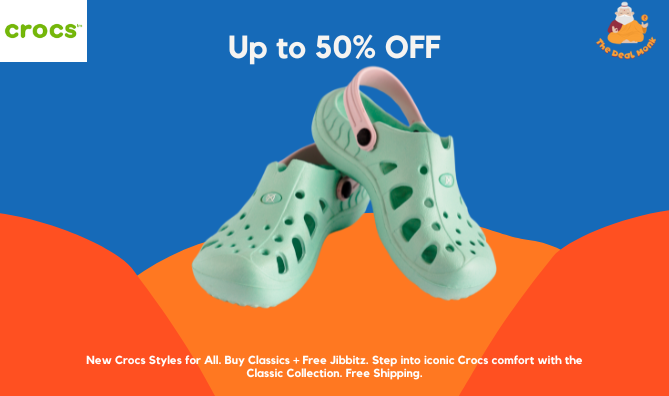 crocs™
Up to 50% OFF
The Deal Monk
New Crocs Styles for All. Buy Classics + Free Jibbitz. Step into iconic Crocs comfort with the
Classic Collection. Free Shipping.